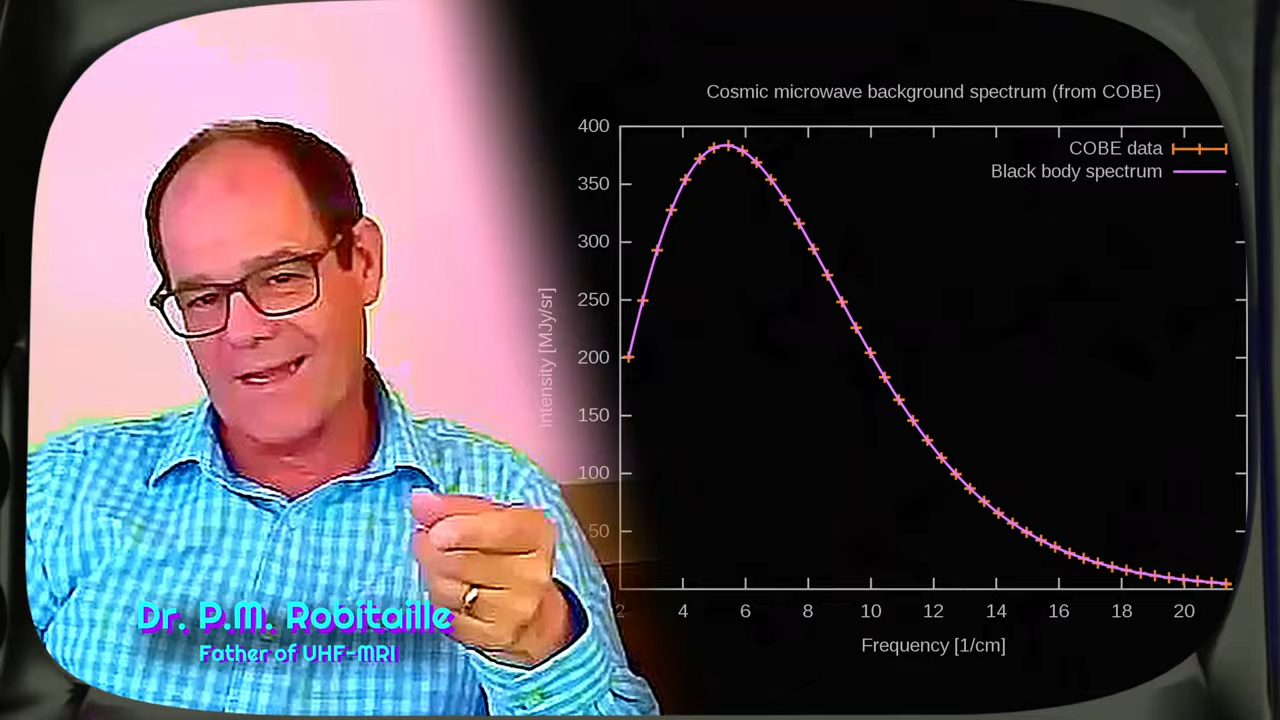 Cosmic microwave background spectrum (from COBE)
COBE data
Black body spectrum
400
350
300
250
200
150
100
50
Intensity [MJy/sr]
2 4 6 8 10 12 14 16 18 20
Frequency [1/cm]
Dr. P.M. Robitaille
Father of UHF-MRI